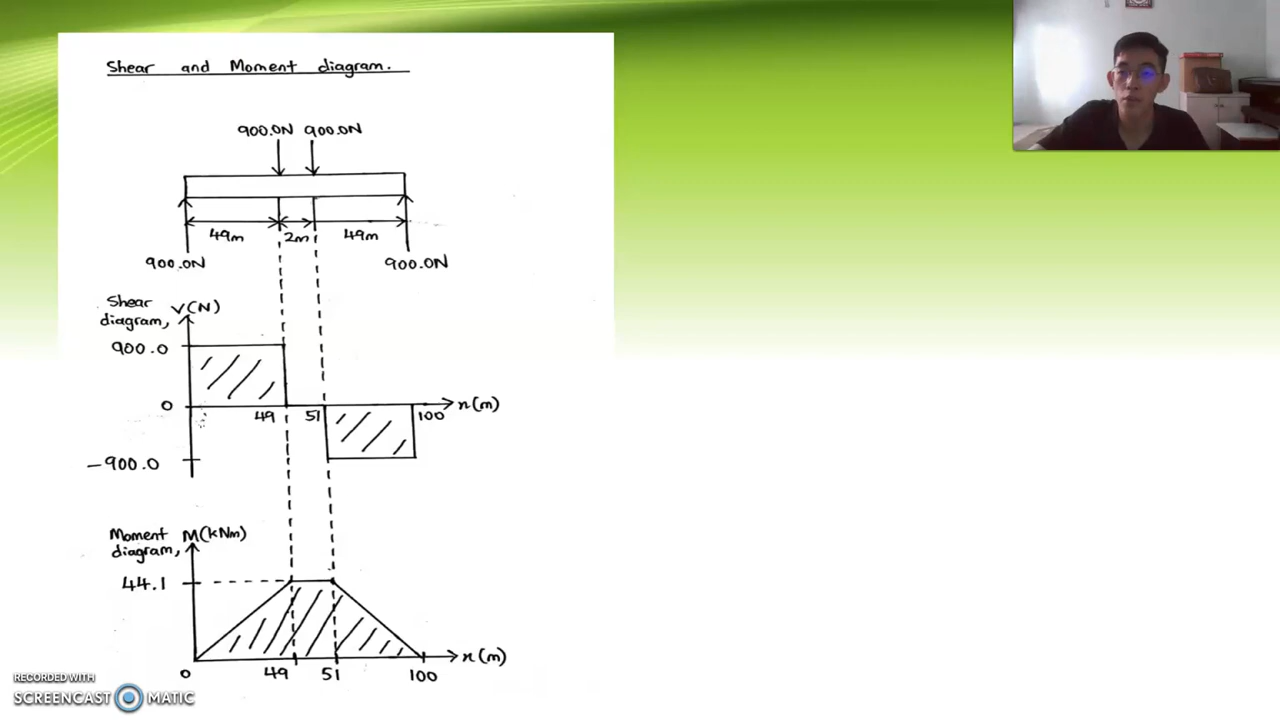 Shear and Moment diagram.
900.0N 900.0N
49m 2m 49m
900.0N 900.0N
Shear diagram, V(N)
900.0
0 49 51 100 x(m)
-900.0
Moment diagram, M(kNm)
44.1
0 49 51 100 x(m)
RECORDED WITH
SCREENCAST MATIC